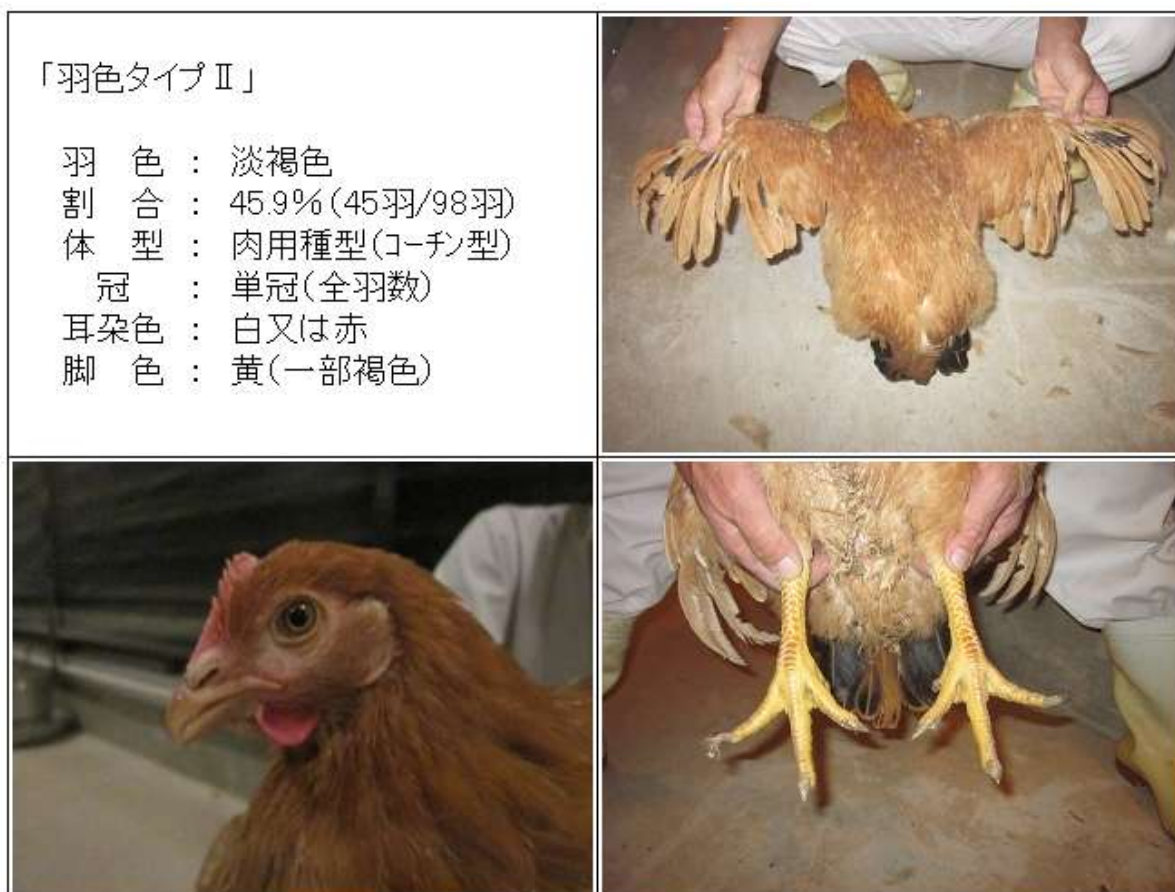 「羽色タイプⅡ」
羽　色 ： 淡褐色
割　合 ： 45.9%(45羽/98羽)
体　型 ： 肉用種型(ｺｰﾁﾝ型)
冠　　： 単冠(全羽数)
耳朶色 ： 白又は赤
脚　色 ： 黄(一部褐色)